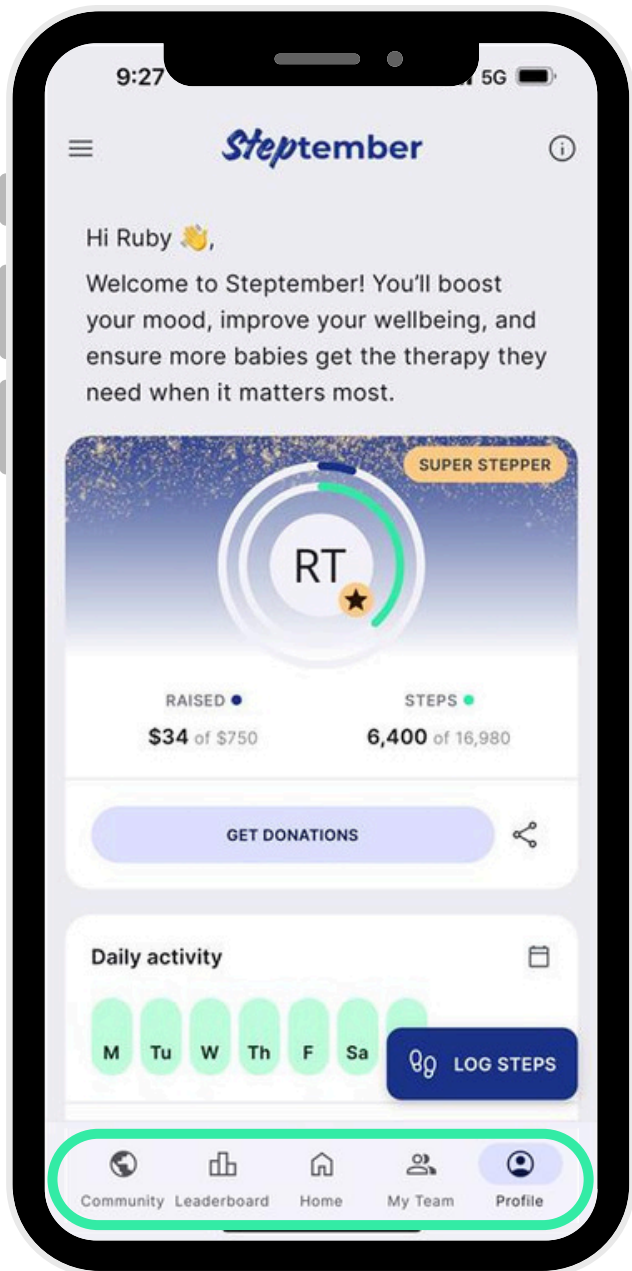 9:27 5G
Steptember
Hi Ruby 👋,
Welcome to Steptember! You’ll boost
your mood, improve your wellbeing, and
ensure more babies get the therapy they
need when it matters most.
SUPER STEPPER
RT
RAISED STEPS
$34 of $750 6,400 of 16,980
GET DONATIONS
Daily activity
M Tu W Th F Sa
LOG STEPS
Community Leaderboard Home My Team Profile